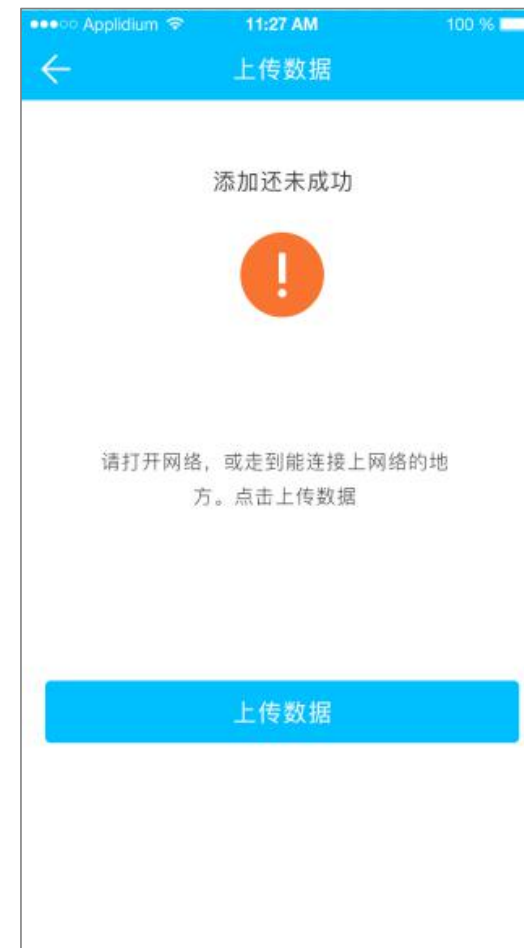 Applidium 11:27 AM 100 %
上传数据
添加还未成功
请打开网络，或走到能连接上网络的地
方。点击上传数据
上传数据